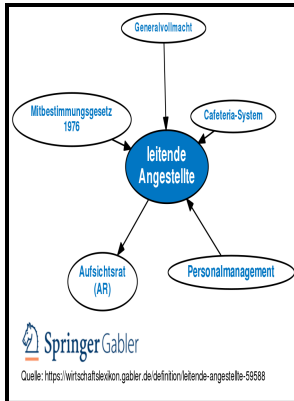 Generalvollmacht
Mitbestimmungsgesetz
1976
Cafeteria-System
leitende
Angestellte
Aufsichtsrat
(AR)
Personalmanagement
Springer Gabler
Quelle: https://wirtschaftslexikon.gabler.de/definition/leitende-angestellte-59588